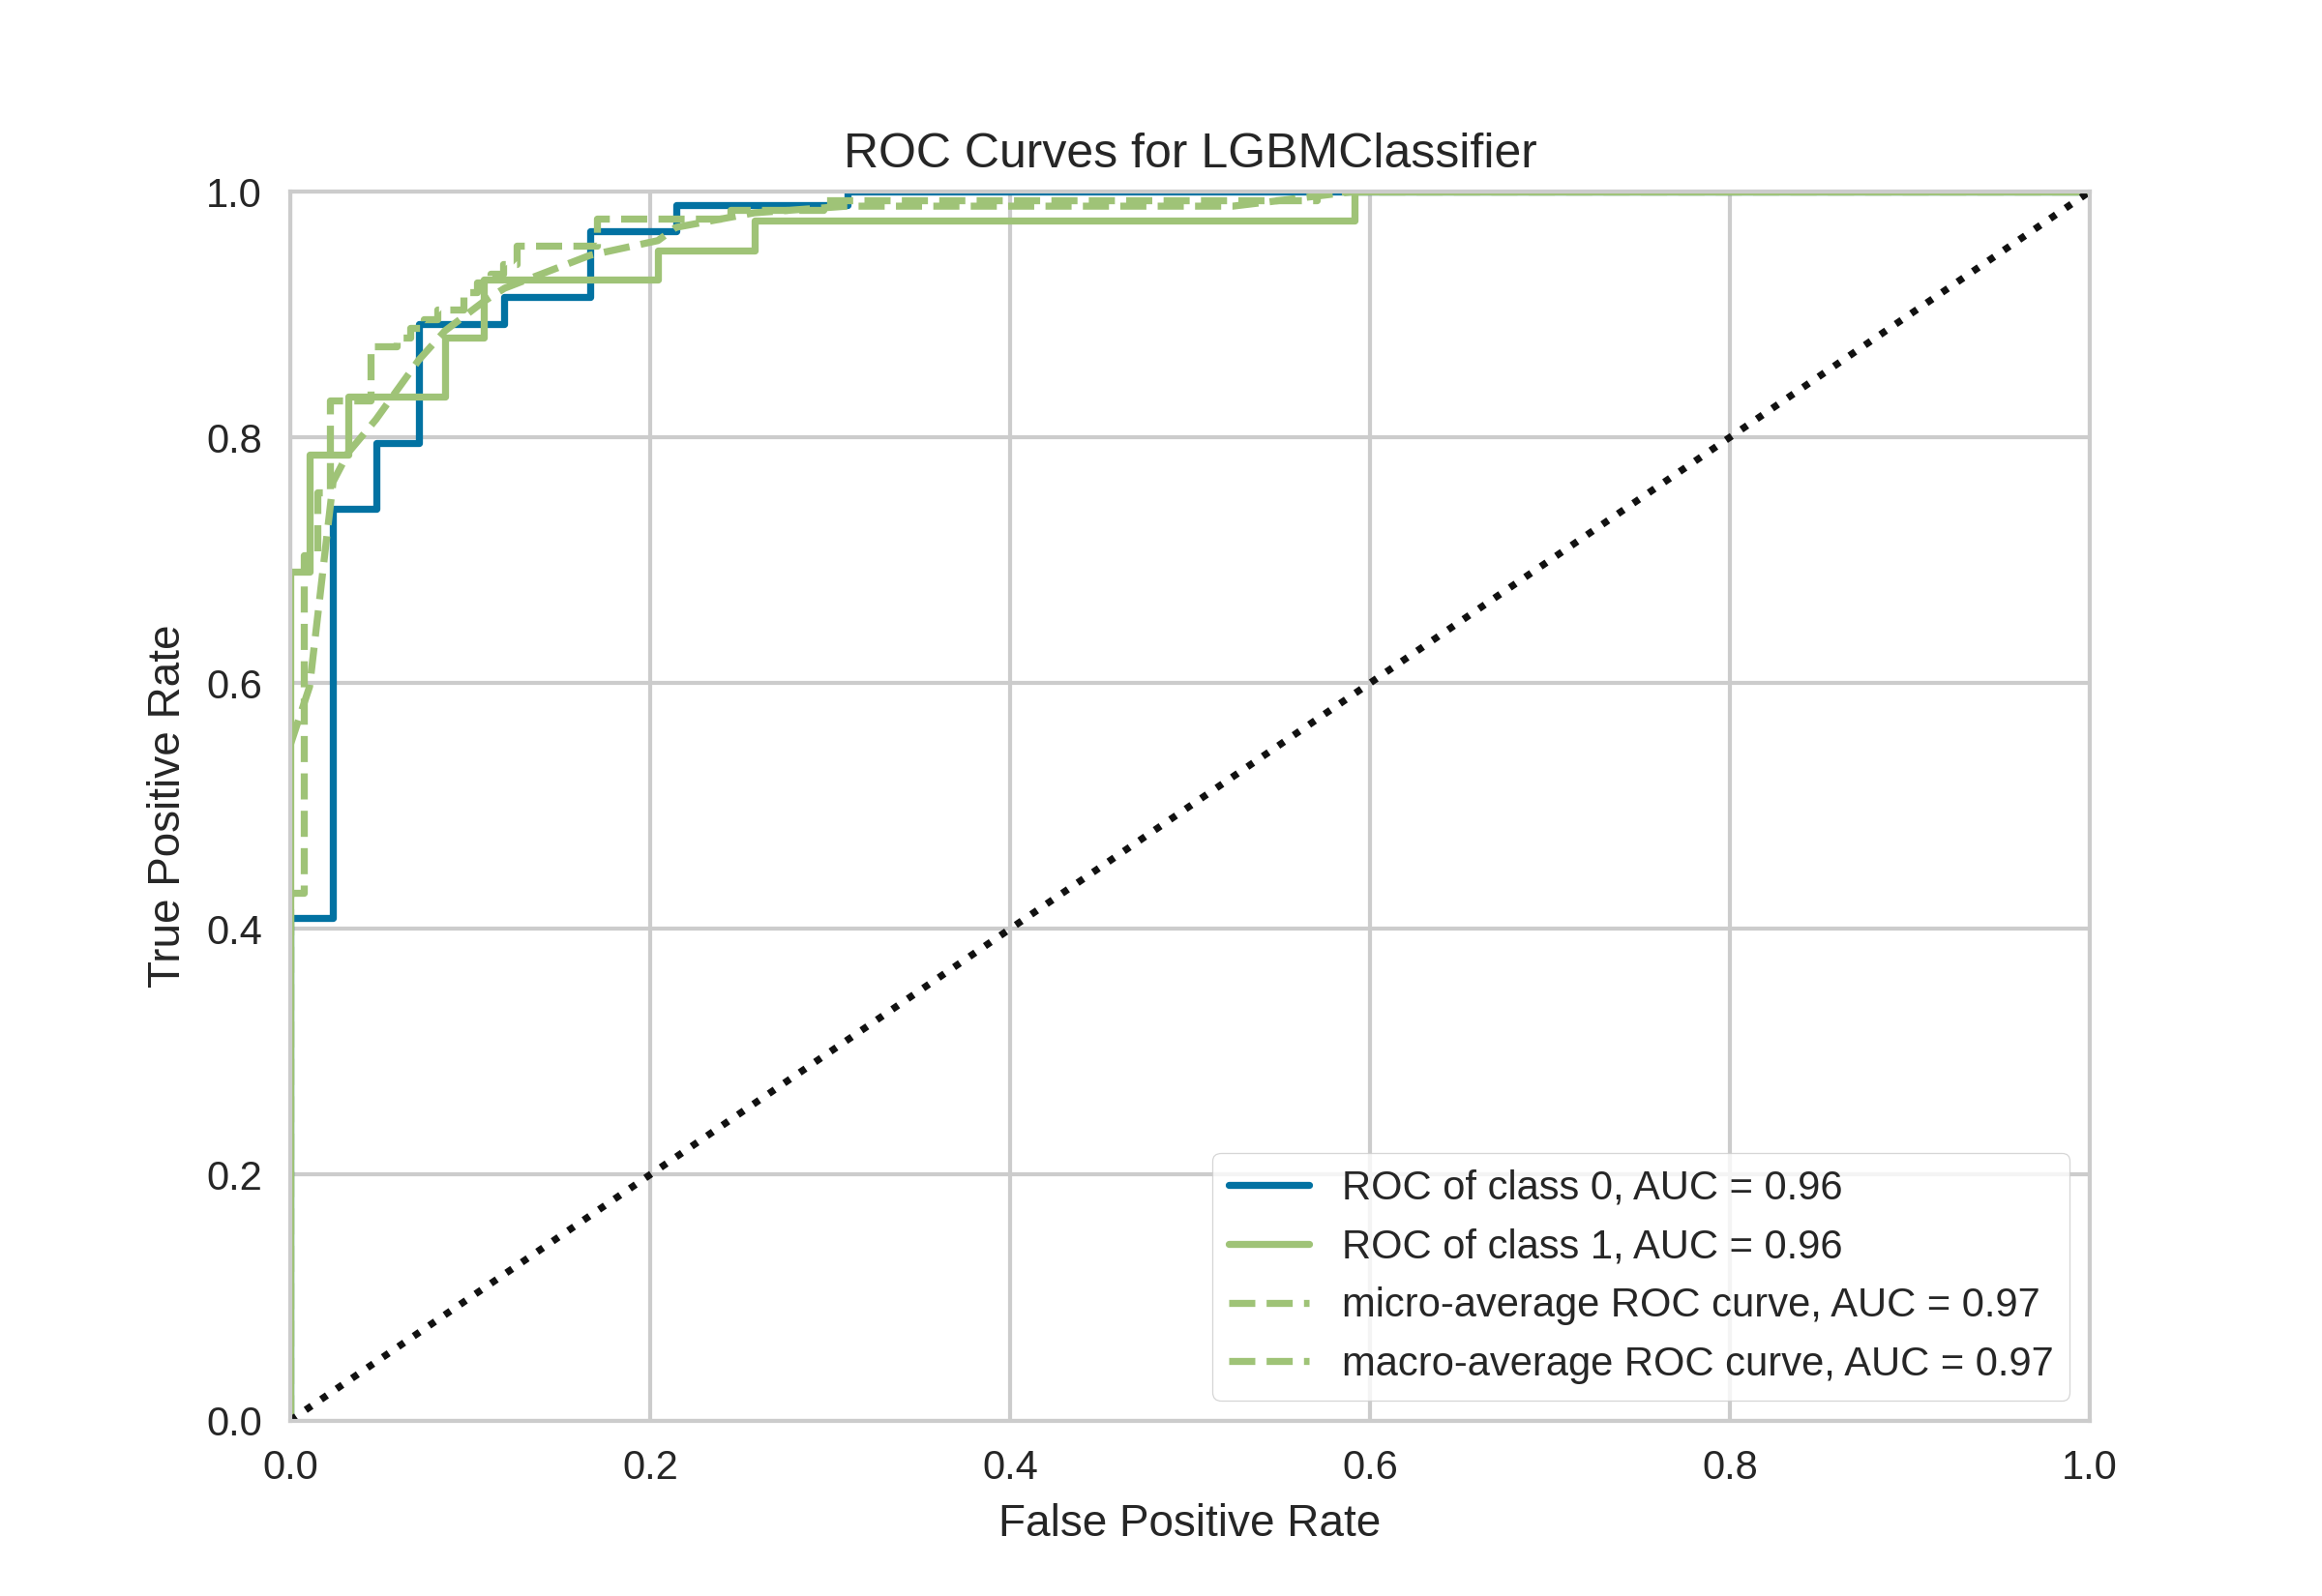 ROC Curves for LGBMClassifier
1.0
0.8
0.6
0.4
0.2
0.0
True Positive Rate
0.0 0.2 0.4 0.6 0.8 1.0
False Positive Rate
ROC of class 0, AUC = 0.96
ROC of class 1, AUC = 0.96
micro-average ROC curve, AUC = 0.97
macro-average ROC curve, AUC = 0.97